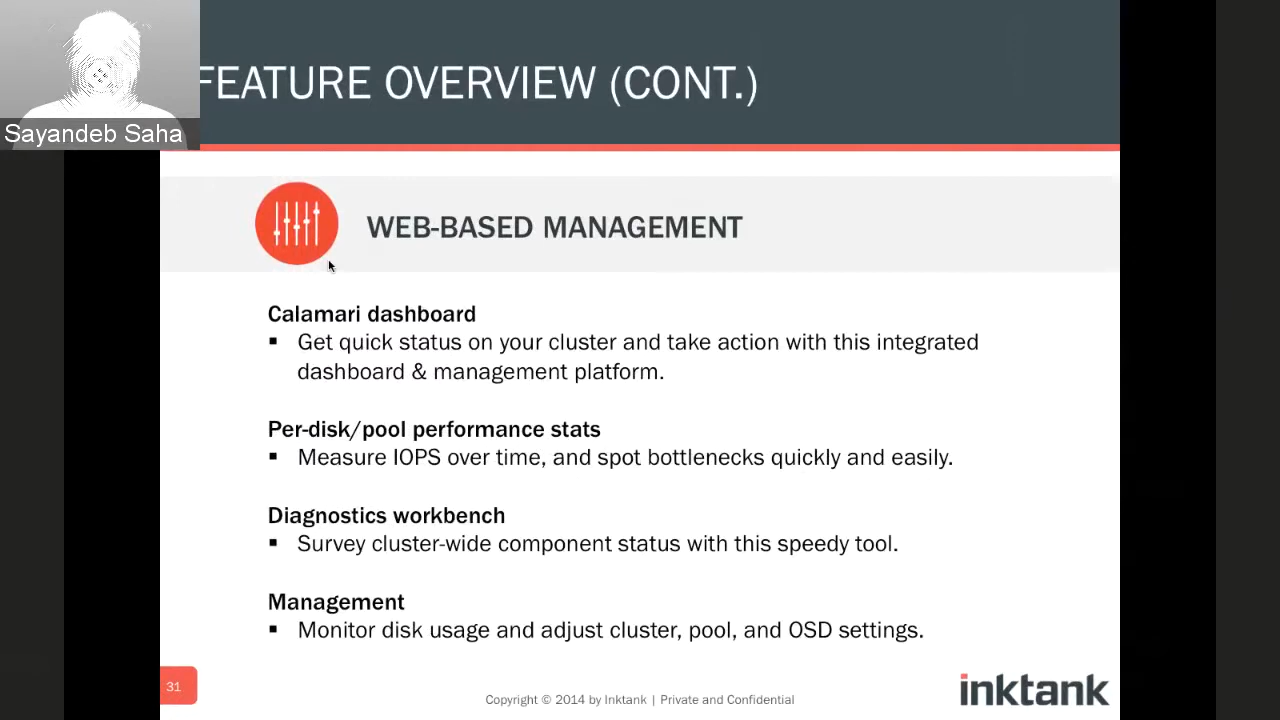 FEATURE OVERVIEW (CONT.)
Sayandeb Saha
WEB-BASED MANAGEMENT
Calamari dashboard
▪ Get quick status on your cluster and take action with this integrated
dashboard & management platform.
Per-disk/pool performance stats
▪ Measure IOPS over time, and spot bottlenecks quickly and easily.
Diagnostics workbench
▪ Survey cluster-wide component status with this speedy tool.
Management
▪ Monitor disk usage and adjust cluster, pool, and OSD settings.
31
Copyright © 2014 by Inktank | Private and Confidential
inktank